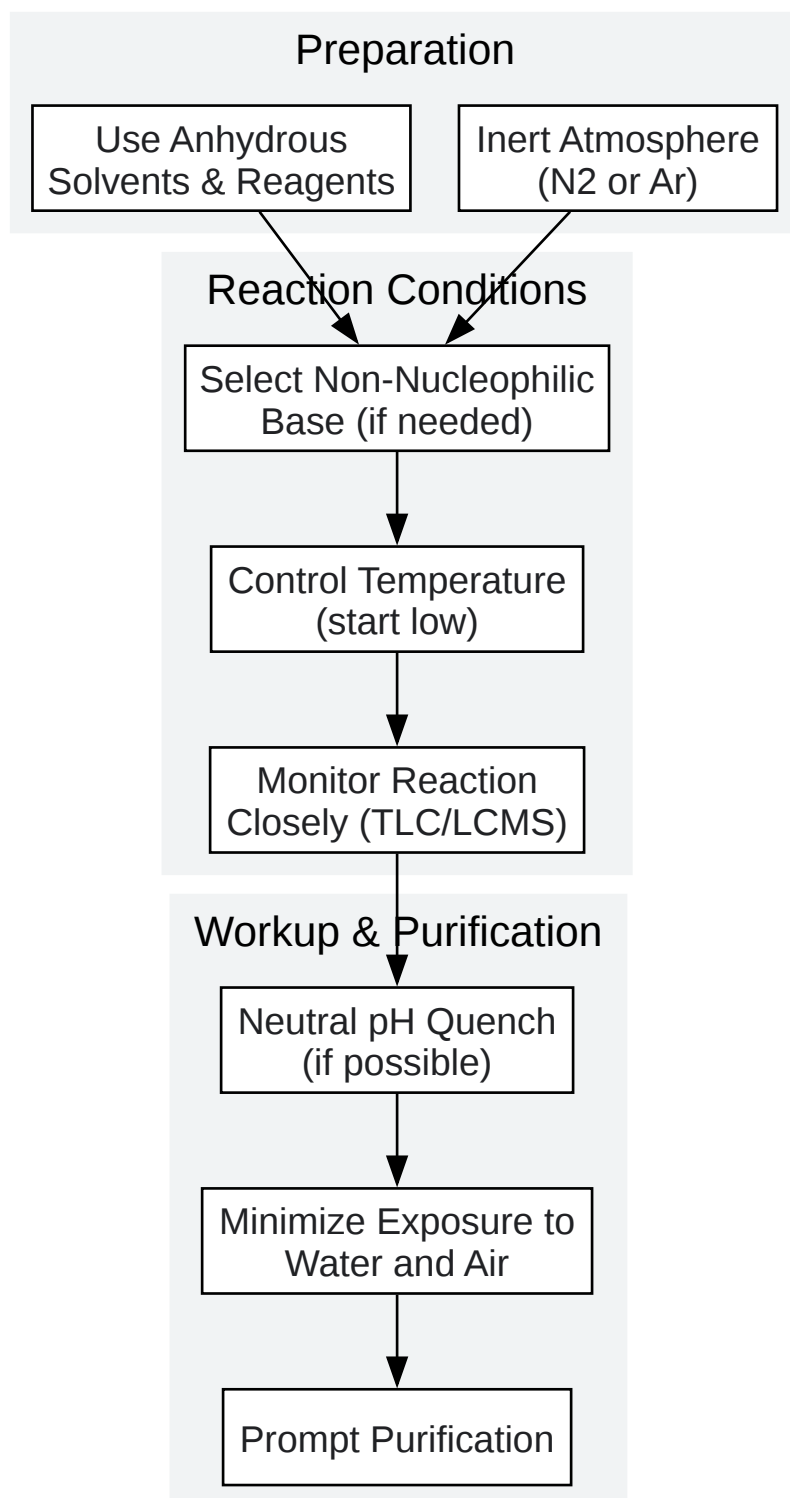 Preparation
Use Anhydrous
Solvents & Reagents
Inert Atmosphere
(N2 or Ar)
Reaction Conditions
Select Non-Nucleophilic
Base (if needed)
Control Temperature
(start low)
Monitor Reaction
Closely (TLC/LCMS)
Workup & Purification
Neutral pH Quench
(if possible)
Minimize Exposure to
Water and Air
Prompt Purification